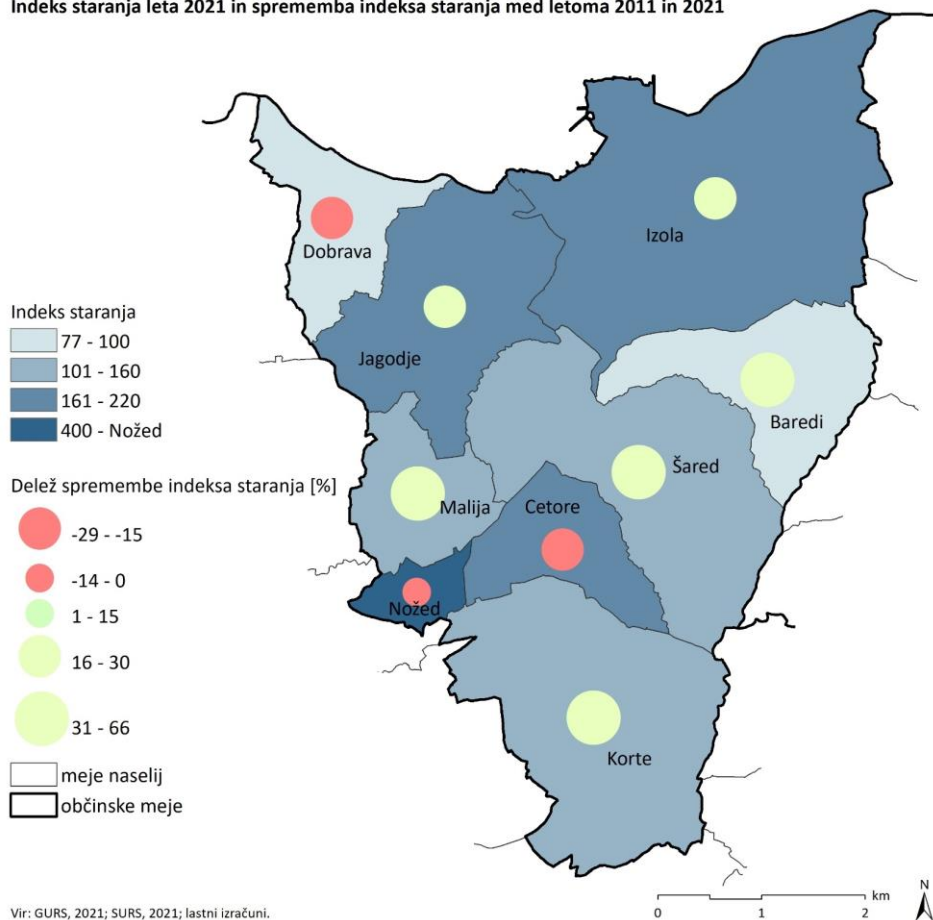 Indeks staranja leta 2021 in sprememba indeksa staranja med letoma 2011 in 2021
Dobrava
Izola
Jagodje
Baredi
Šared
Malija
Cetore
Nožed
Korte
Indeks staranja
77 - 100
101 - 160
161 - 220
400 - Nožed
Delež spremembe indeksa staranja [%]
-29 - -15
-14 - 0
1 - 15
16 - 30
31 - 66
meje naselij
občinske meje
Vir: GURS, 2021; SURS, 2021; lastni izračuni.
km
0 1 2
N